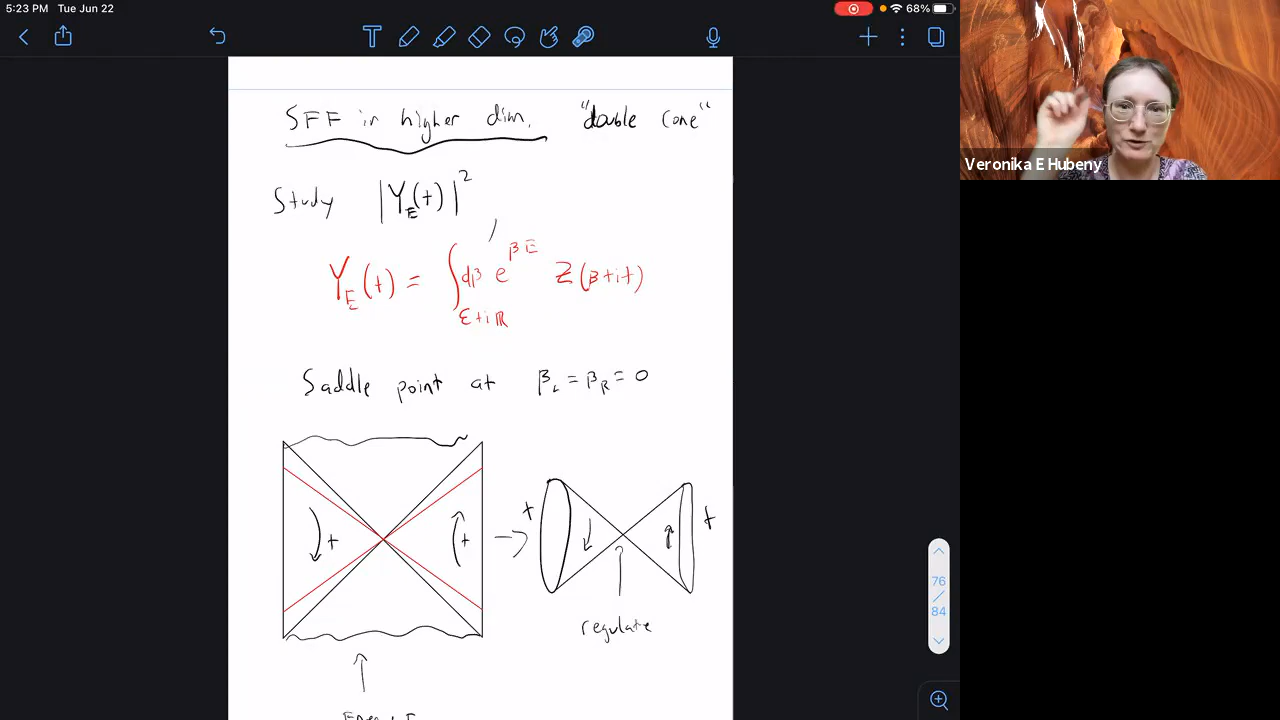 5:23 PM Tue Jun 22
68%
SFF in higher dim. "double cone"
Study |Y_E(t)|²
Y_E(t) = ∫_{ε+iℝ} dβ e^{βE} Z(β+it)
Saddle point at β_L = β_R = 0
t t
t t
regulate
76
/
84
Veronika E Hubeny